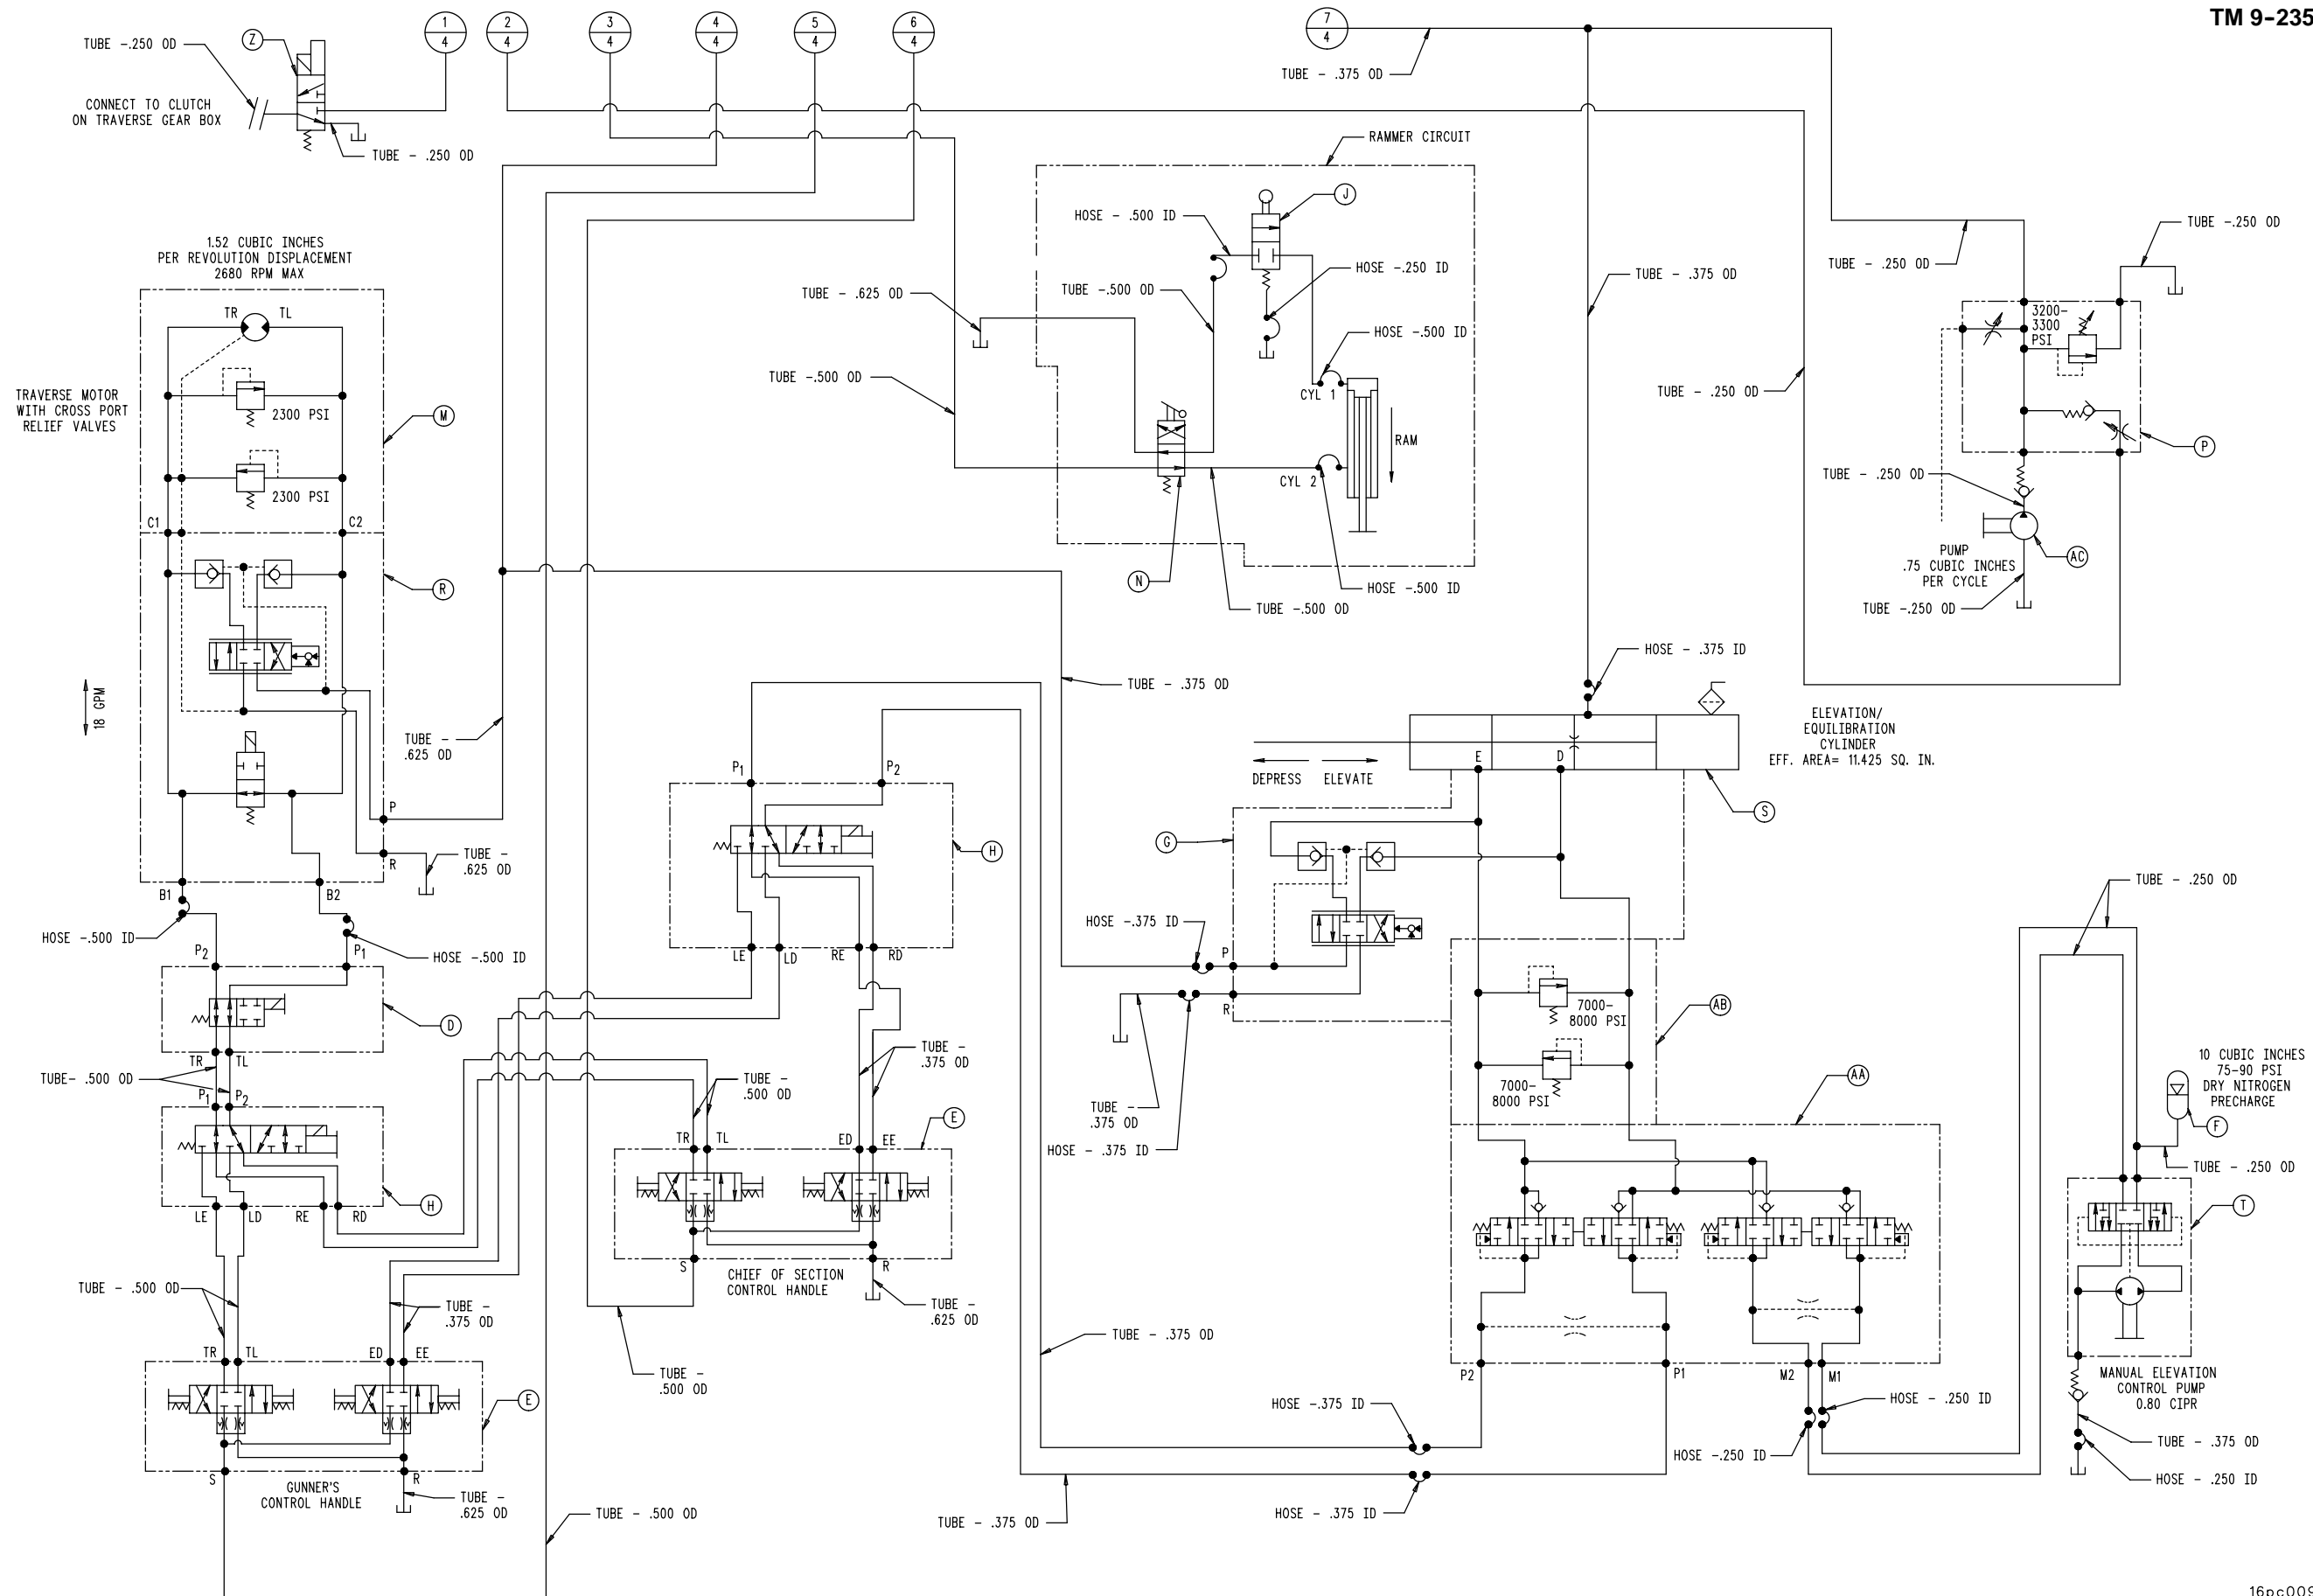 TM 9-235
1
4
2
4
3
4
4
4
5
4
6
4
7
4
TUBE -.250 OD
Z
CONNECT TO CLUTCH
ON TRAVERSE GEAR BOX
TUBE - .250 OD
TUBE - .375 OD
RAMMER CIRCUIT
J
HOSE - .500 ID
HOSE -.250 ID
TUBE -.500 OD
TUBE - .625 OD
HOSE -.500 ID
TUBE -.500 OD
CYL 1
RAM
CYL 2
N
HOSE -.500 ID
TUBE -.500 OD
TUBE - .375 OD
TUBE -.250 OD
TUBE - .250 OD
3200-
3300
PSI
TUBE - .250 OD
P
TUBE - .250 OD
PUMP
.75 CUBIC INCHES
PER CYCLE
AC
TUBE -.250 OD
1.52 CUBIC INCHES
PER REVOLUTION DISPLACEMENT
2680 RPM MAX
TR
TL
TRAVERSE MOTOR
WITH CROSS PORT
RELIEF VALVES
2300 PSI
M
2300 PSI
C1
C2
R
18 GPM
TUBE -
.625 OD
P
R
TUBE -
.625 OD
B1
B2
HOSE -.500 ID
P2
P1
HOSE -.500 ID
D
TR
TL
TUBE- .500 OD
P1
P2
H
LE
LD
RE
RD
TUBE - .500 OD
TUBE -
.375 OD
TR
TL
ED
EE
E
S
R
GUNNER'S
CONTROL HANDLE
TUBE -
.625 OD
TUBE - .500 OD
P1
P2
H
LE
LD
RE
RD
TUBE -
.375 OD
TUBE -
.500 OD
E
TR
TL
ED
EE
S
R
CHIEF OF SECTION
CONTROL HANDLE
TUBE -
.625 OD
TUBE -
.500 OD
TUBE - .375 OD
HOSE - .375 ID
ELEVATION/
EQUILIBRATION
CYLINDER
EFF. AREA= 11.425 SQ. IN.
DEPRESS
ELEVATE
E
D
S
G
HOSE -.375 ID
P
R
TUBE -
.375 OD
HOSE - .375 ID
7000-
8000 PSI
AB
7000-
8000 PSI
AA
P2
P1
M2
M1
TUBE - .375 OD
HOSE -.375 ID
HOSE - .375 ID
TUBE - .375 OD
HOSE - .250 ID
HOSE -.250 ID
TUBE - .250 OD
10 CUBIC INCHES
75-90 PSI
DRY NITROGEN
PRECHARGE
F
TUBE - .250 OD
T
MANUAL ELEVATION
CONTROL PUMP
0.80 CIPR
TUBE - .375 OD
HOSE - .250 ID
16pc009